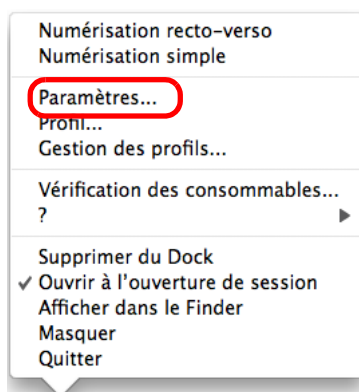 Numérisation recto-verso
Numérisation simple
Paramètres...
Profil...
Gestion des profils...
Vérification des consommables...
?
Supprimer du Dock
✓ Ouvrir à l'ouverture de session
Afficher dans le Finder
Masquer
Quitter